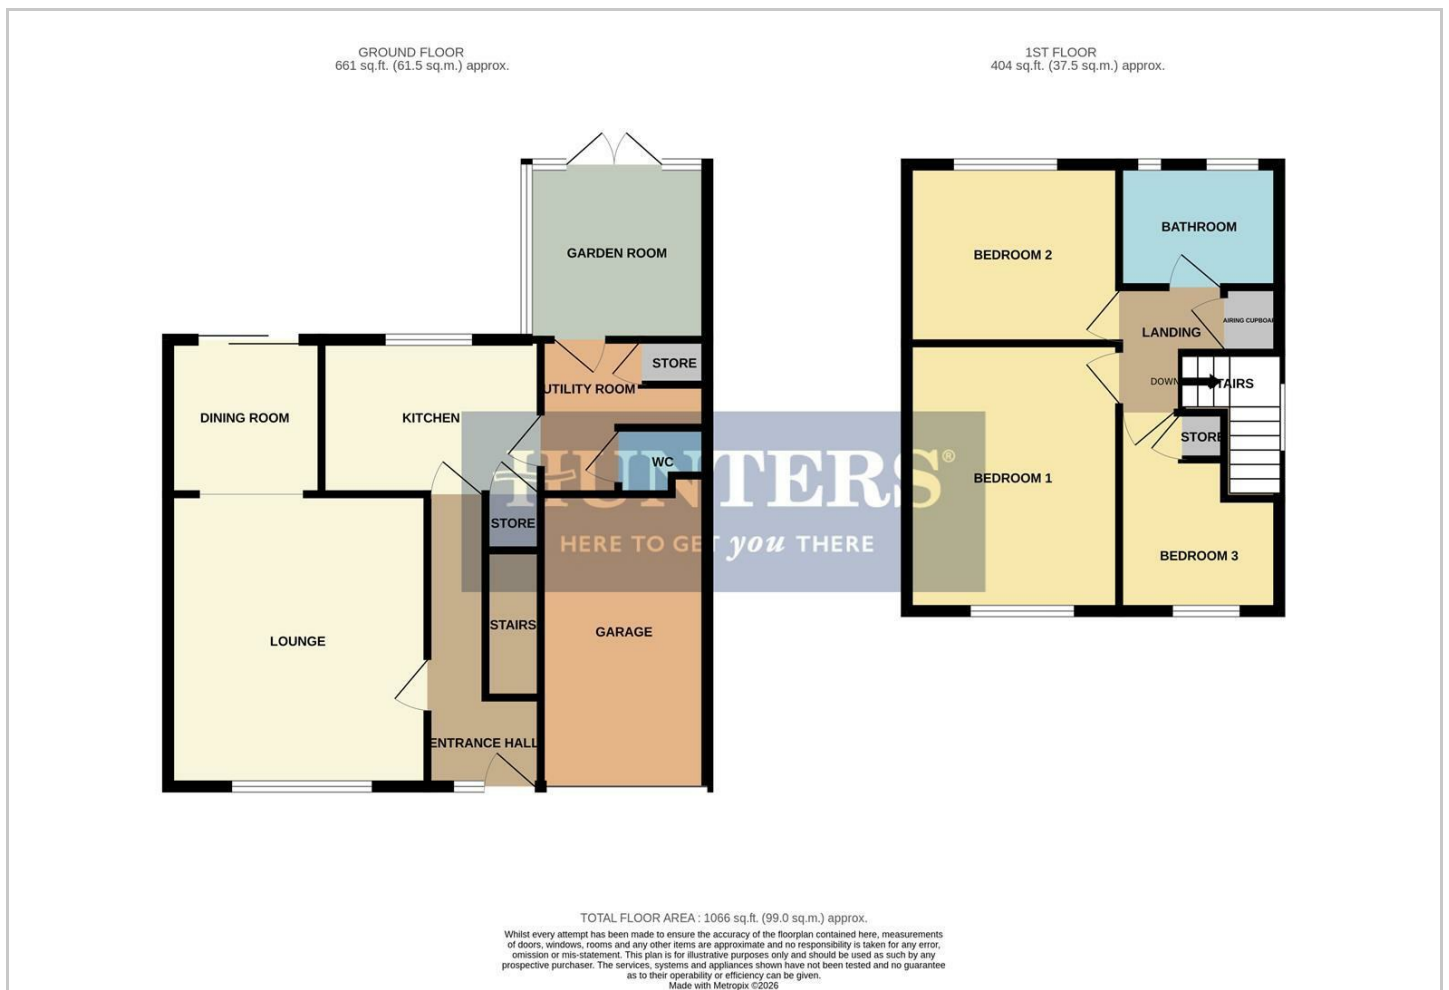 GROUND FLOOR
661 sq.ft. (61.5 sq.m.) approx.
1ST FLOOR
404 sq.ft. (37.5 sq.m.) approx.
GARDEN ROOM
STORE
UTILITY ROOM
DINING ROOM
KITCHEN
WC
STORE
STAIRS
LOUNGE
GARAGE
ENTRANCE HALL
BEDROOM 2
BATHROOM
AIRING CUPBOAR
LANDING
DOWN
STAIRS
STORE
BEDROOM 1
BEDROOM 3
HUNTERS®
HERE TO GET you THERE
TOTAL FLOOR AREA : 1066 sq.ft. (99.0 sq.m.) approx.
Whilst every attempt has been made to ensure the accuracy of the floorplan contained here, measurements
of doors, windows, rooms and any other items are approximate and no responsibility is taken for any error,
omission or mis-statement. This plan is for illustrative purposes only and should be used as such by any
prospective purchaser. The services, systems and appliances shown have not been tested and no guarantee
as to their operability or efficiency can be given.
Made with Metropix ©2026